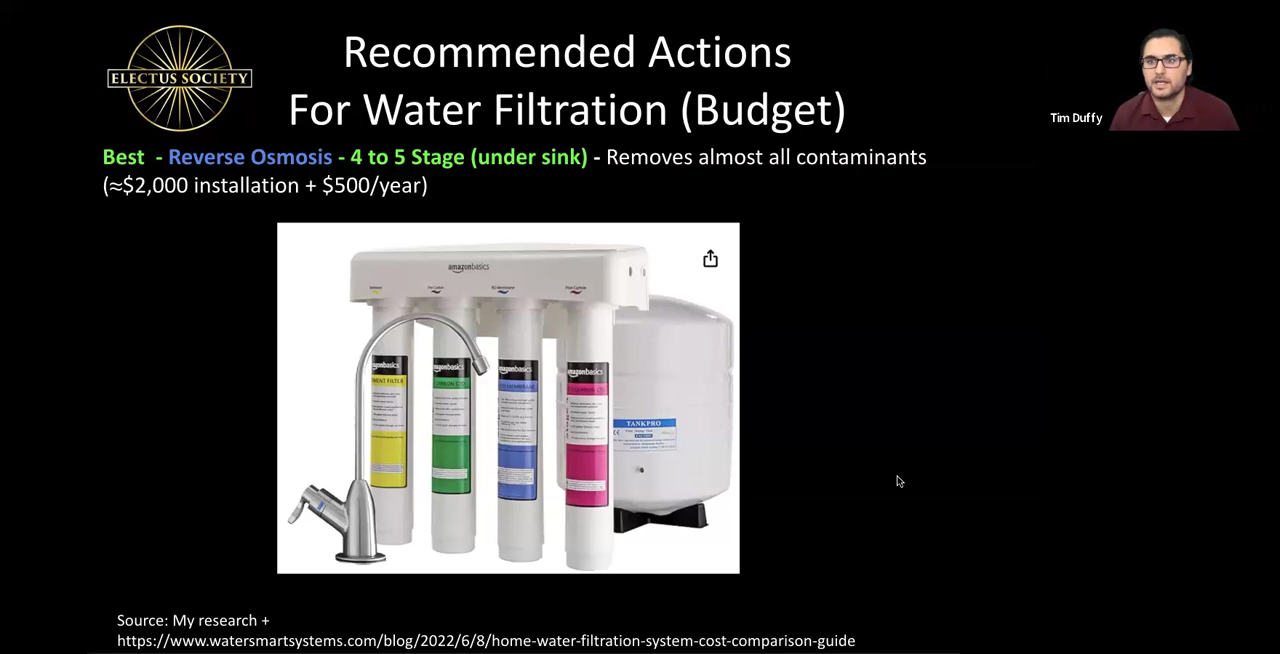 ELECTUS SOCIETY
Recommended Actions
For Water Filtration (Budget)
Tim Duffy
Best - Reverse Osmosis - 4 to 5 Stage (under sink) - Removes almost all contaminants
(≈$2,000 installation + $500/year)
amazonbasics
amazonbasics
amazonbasics
amazonbasics
amazonbasics
MENT FILTER
TANKPRO
Source: My research +
https://www.watersmartsystems.com/blog/2022/6/8/home-water-filtration-system-cost-comparison-guide